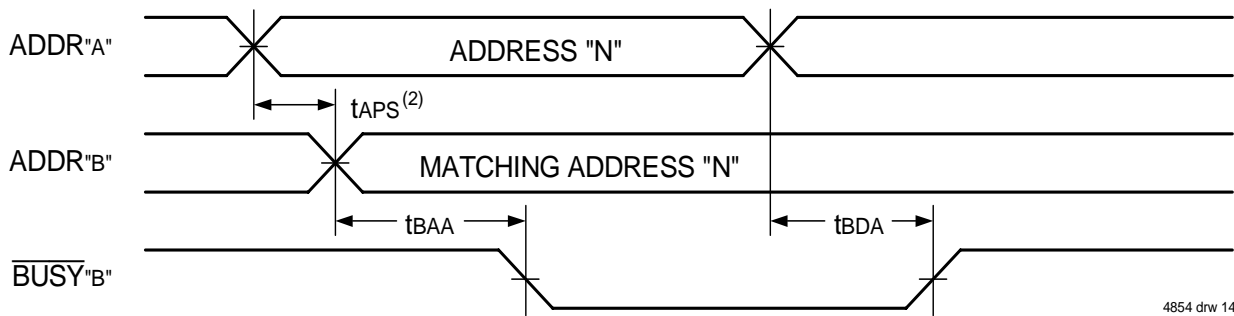 ADDR"A"
ADDRESS "N"
tAPS(2)
ADDR"B"
MATCHING ADDRESS "N"
tBAA
tBDA
BUSY"B"
4854 drw 14